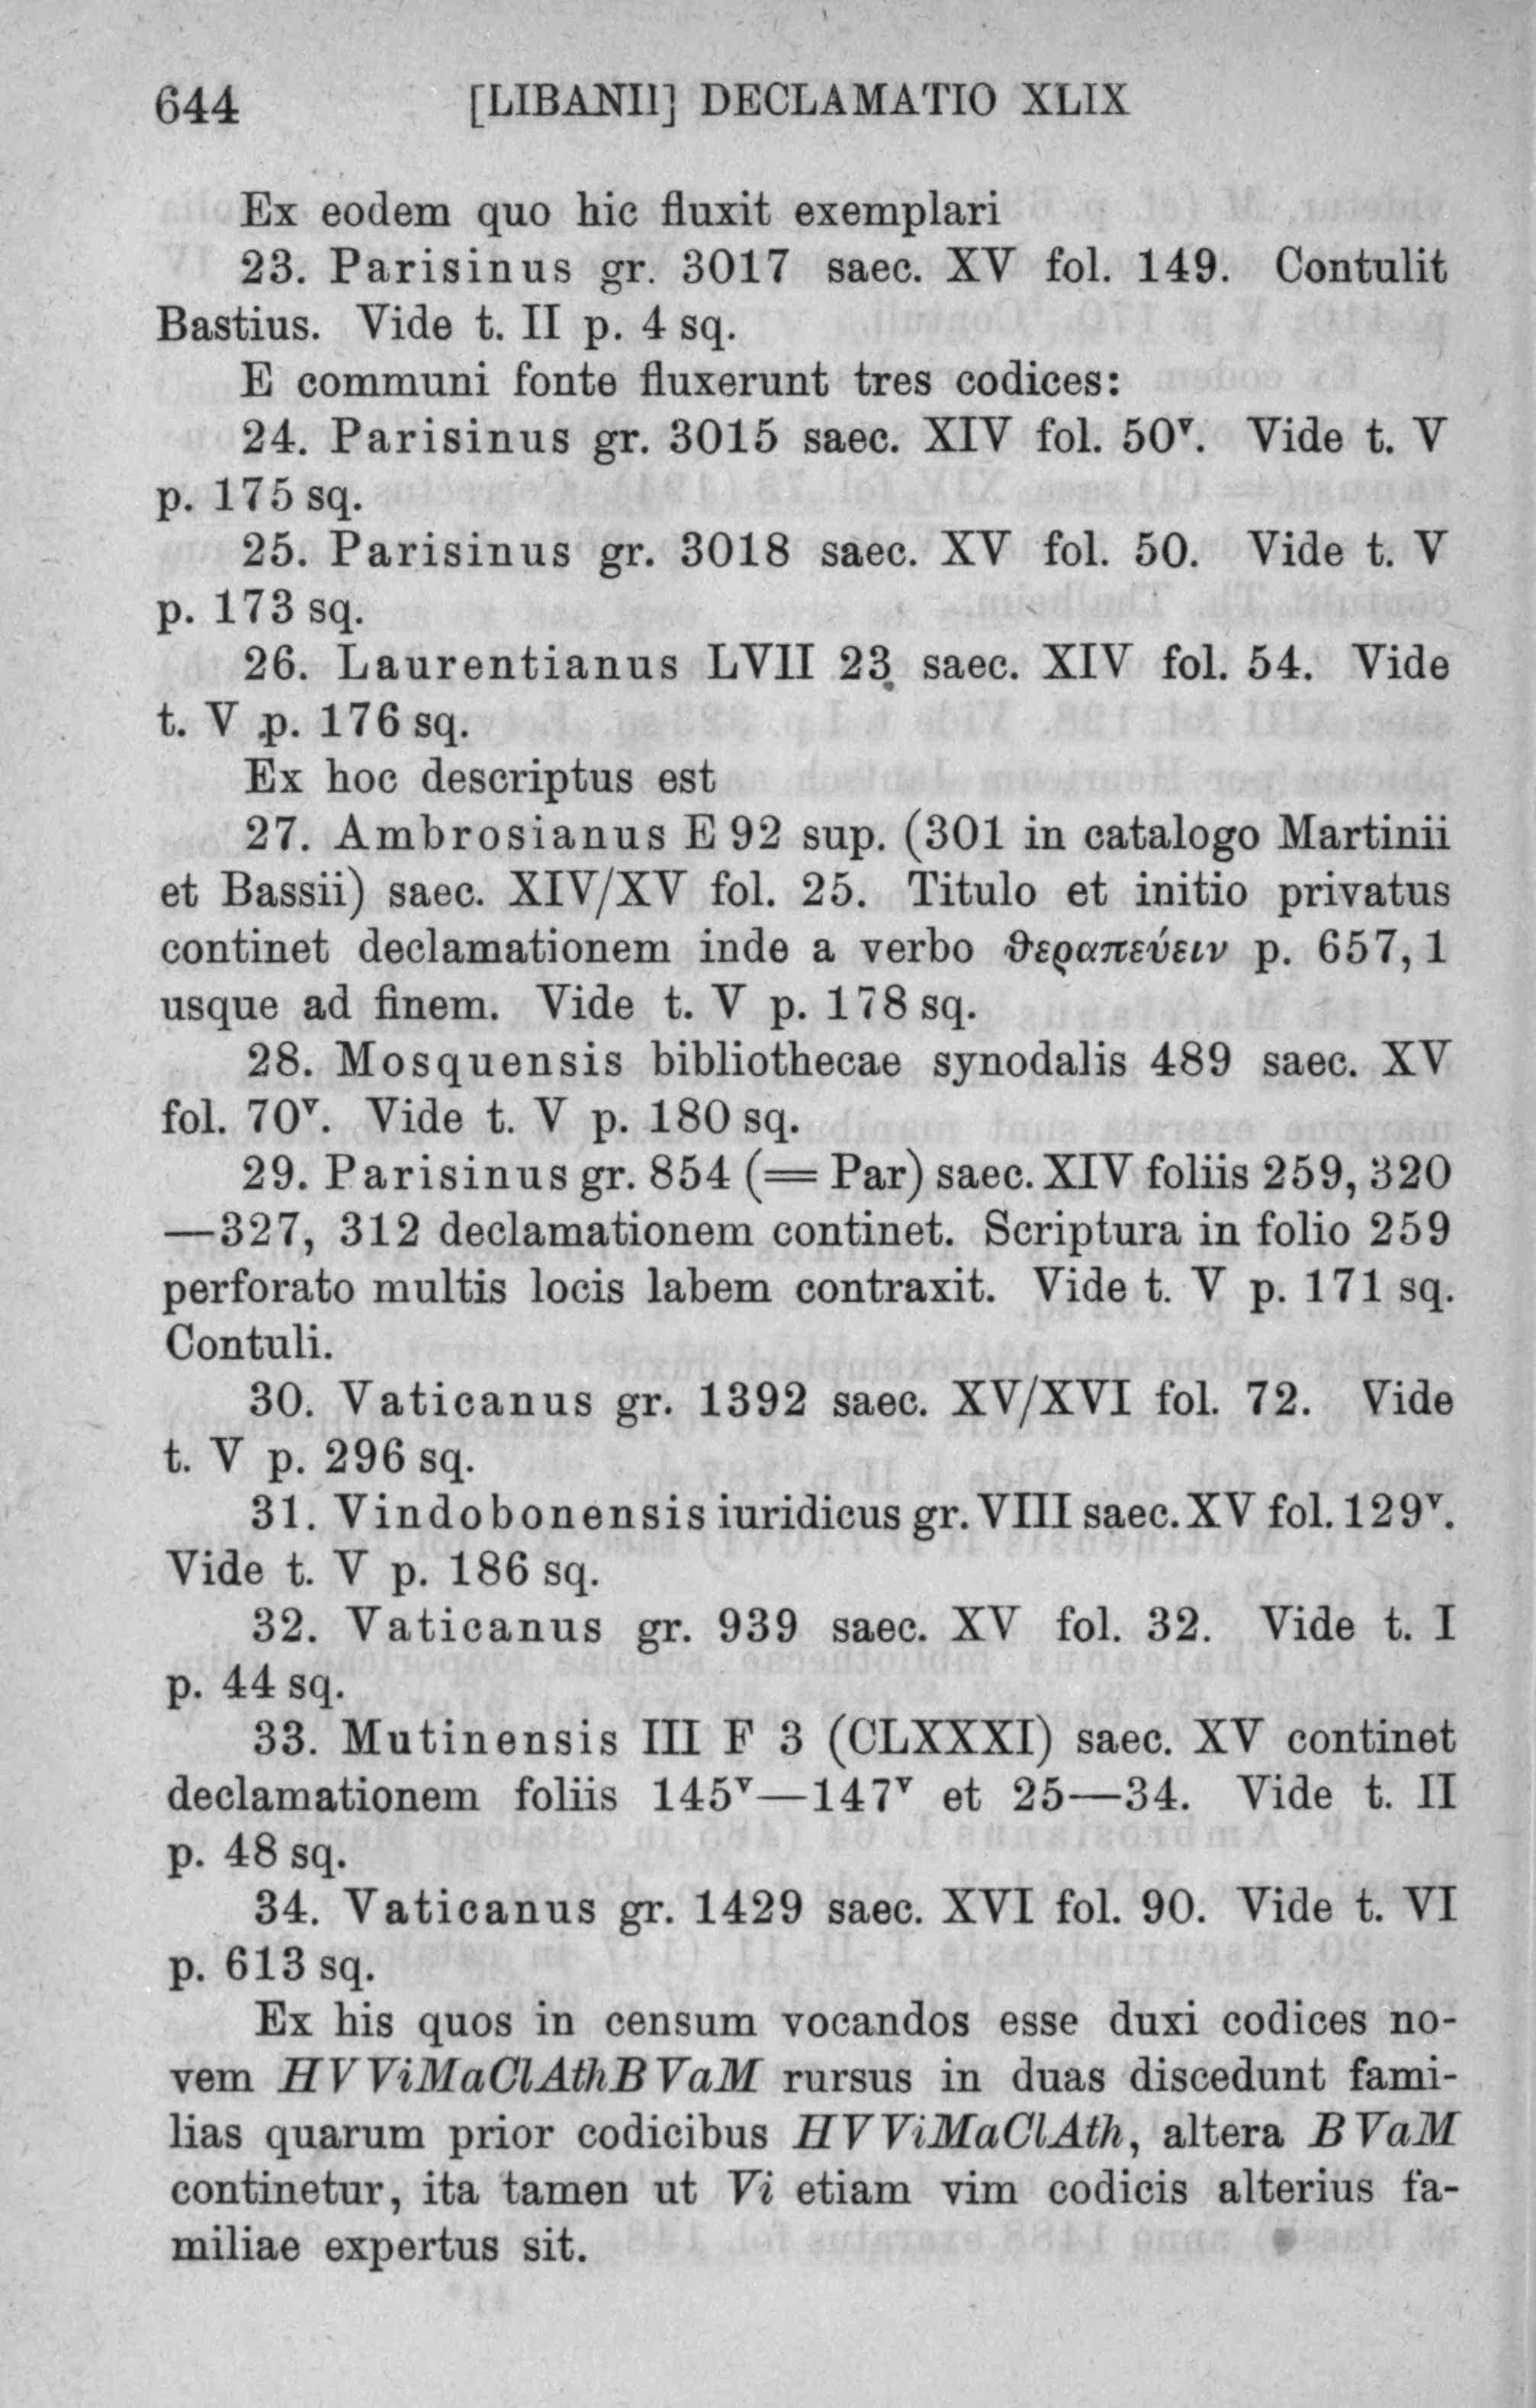 644 [LIBANII] DECLAMATIO XLIX
Ex eodem quo hic fluxit exemplari
23. Parisinus gr. 3017 saec. XV fol. 149. Contulit
Bastius. Vide t. II p. 4 sq.
E communi fonte fluxerunt tres codices:
24. Parisinus gr. 3015 saec. XIV fol. 50ᵛ. Vide t. V
p. 175 sq.
25. Parisinus gr. 3018 saec. XV fol. 50. Vide t. V
p. 173 sq.
26. Laurentianus LVII 23 saec. XIV fol. 54. Vide
t. V p. 176 sq.
Ex hoc descriptus est
27. Ambrosianus E 92 sup. (301 in catalogo Martinii
et Bassii) saec. XIV/XV fol. 25. Titulo et initio privatus
continet declamationem inde a verbo θεραπεύειν p. 657, 1
usque ad finem. Vide t. V p. 178 sq.
28. Mosquensis bibliothecae synodalis 489 saec. XV
fol. 70ᵛ. Vide t. V p. 180 sq.
29. Parisinus gr. 854 (= Par) saec. XIV foliis 259, 320
—327, 312 declamationem continet. Scriptura in folio 259
perforato multis locis labem contraxit. Vide t. V p. 171 sq.
Contuli.
30. Vaticanus gr. 1392 saec. XV/XVI fol. 72. Vide
t. V p. 296 sq.
31. Vindobonensis iuridicus gr. VIII saec. XV fol. 129ᵛ.
Vide t. V p. 186 sq.
32. Vaticanus gr. 939 saec. XV fol. 32. Vide t. I
p. 44 sq.
33. Mutinensis III F 3 (CLXXXI) saec. XV continet
declamationem foliis 145ᵛ—147ᵛ et 25—34. Vide t. II
p. 48 sq.
34. Vaticanus gr. 1429 saec. XVI fol. 90. Vide t. VI
p. 613 sq.
Ex his quos in censum vocandos esse duxi codices no-
vem HVViMaClAthBVaM rursus in duas discedunt fami-
lias quarum prior codicibus HVViMaClAth, altera BVaM
continetur, ita tamen ut Vi etiam vim codicis alterius fa-
miliae expertus sit.